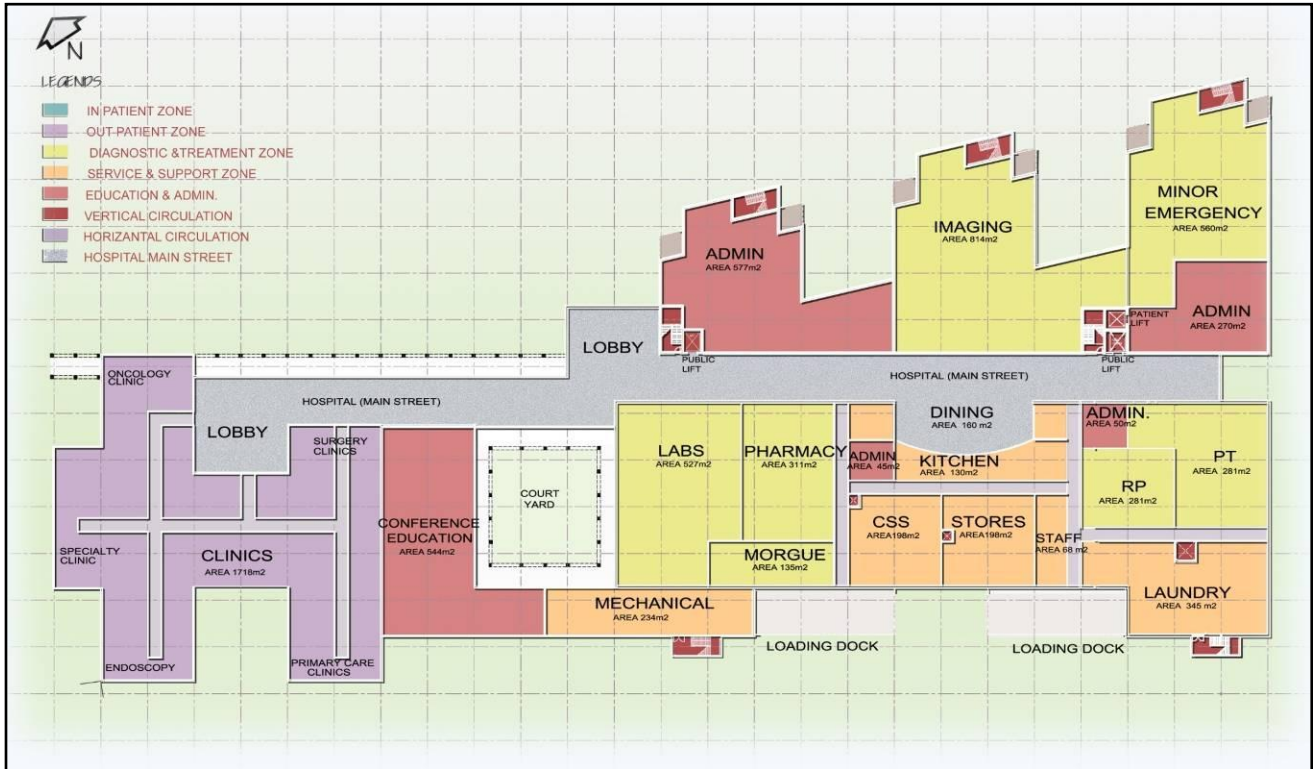 N
LEGENDS
IN PATIENT ZONE
OUT PATIENT ZONE
DIAGNOSTIC &TREATMENT ZONE
SERVICE & SUPPORT ZONE
EDUCATION & ADMIN.
VERTICAL CIRCULATION
HORIZANTAL CIRCULATION
HOSPITAL MAIN STREET
MINOR
EMERGENCY
AREA 560m2
IMAGING
AREA 814m2
ADMIN
AREA 577m2
ADMIN
AREA 270m2
PATIENT
LIFT
PUBLIC
LIFT
PUBLIC
LIFT
LOBBY
HOSPITAL (MAIN STREET)
ONCOLOGY
CLINIC
HOSPITAL (MAIN STREET)
LOBBY
SURGERY
CLINICS
DINING
AREA 160 m2
ADMIN.
AREA 50m2
LABS
AREA 527m2
PHARMACY
AREA 311m2
ADMIN
AREA 45m2
KITCHEN
AREA 130m2
PT
AREA 281m2
RP
AREA 281m2
COURT
YARD
CONFERENCE
EDUCATION
AREA 544m2
CSS
AREA198m2
STORES
AREA198m2
STAFF
AREA 68 m2
SPECIALTY
CLINIC
CLINICS
AREA 1718m2
MORGUE
AREA 135m2
LAUNDRY
AREA 345 m2
MECHANICAL
AREA 234m2
LOADING DOCK
LOADING DOCK
ENDOSCOPY
PRIMARY CARE
CLINICS